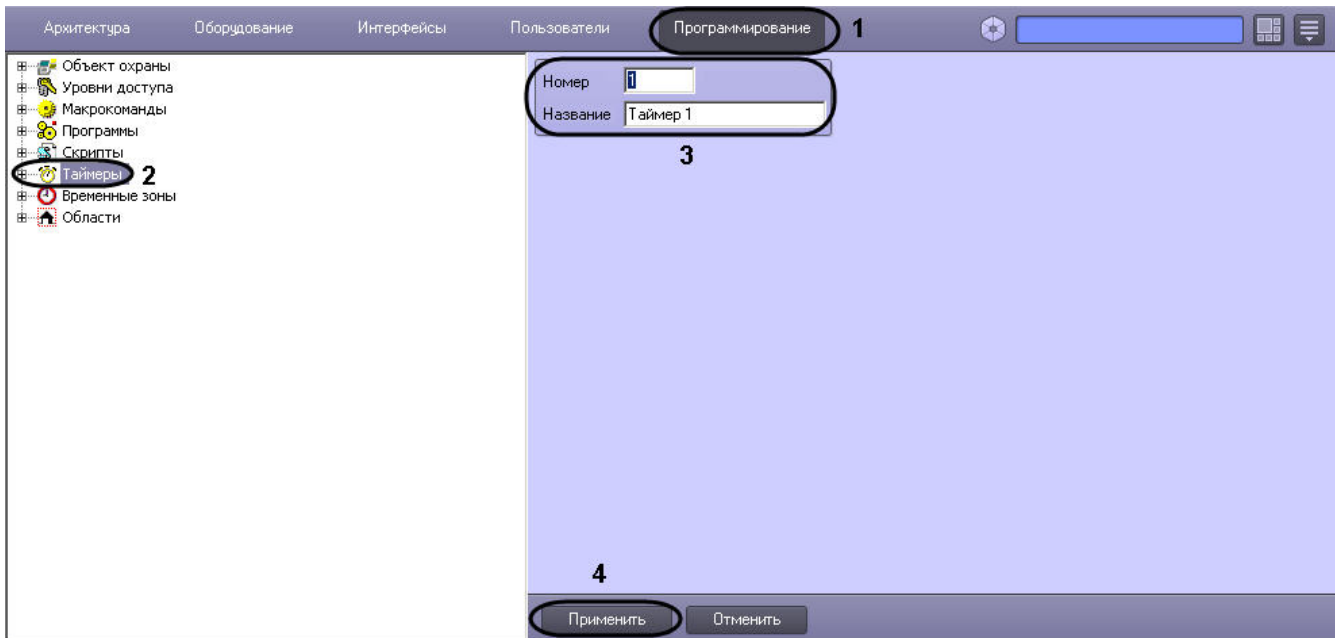 Архитектура Оборудование Интерфейсы Пользователи Программирование 1
Объект охраны
Уровни доступа
Макрокоманды
Программы
Скрипты
Таймеры 2
Временные зоны
Области
Номер 1
Название Таймер 1
3
4
Применить Отменить